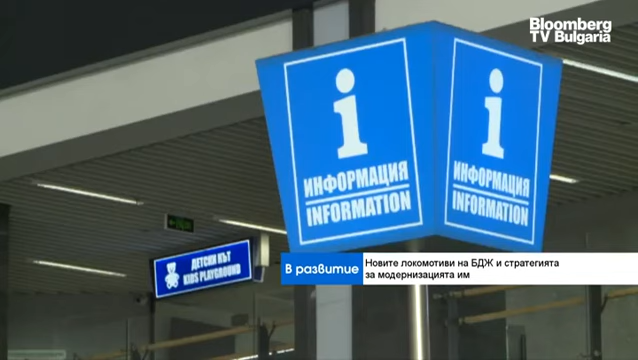 Bloomberg
TV Bulgaria
i
ИНФОРМАЦИЯ
INFORMATION
i
ИНФОРМАЦИЯ
INFORMATION
ДЕТСКИ КЪТ
KIDS PLAYGROUND
В развитие
Новите локомотиви на БДЖ и стратегията
за модернизацията им